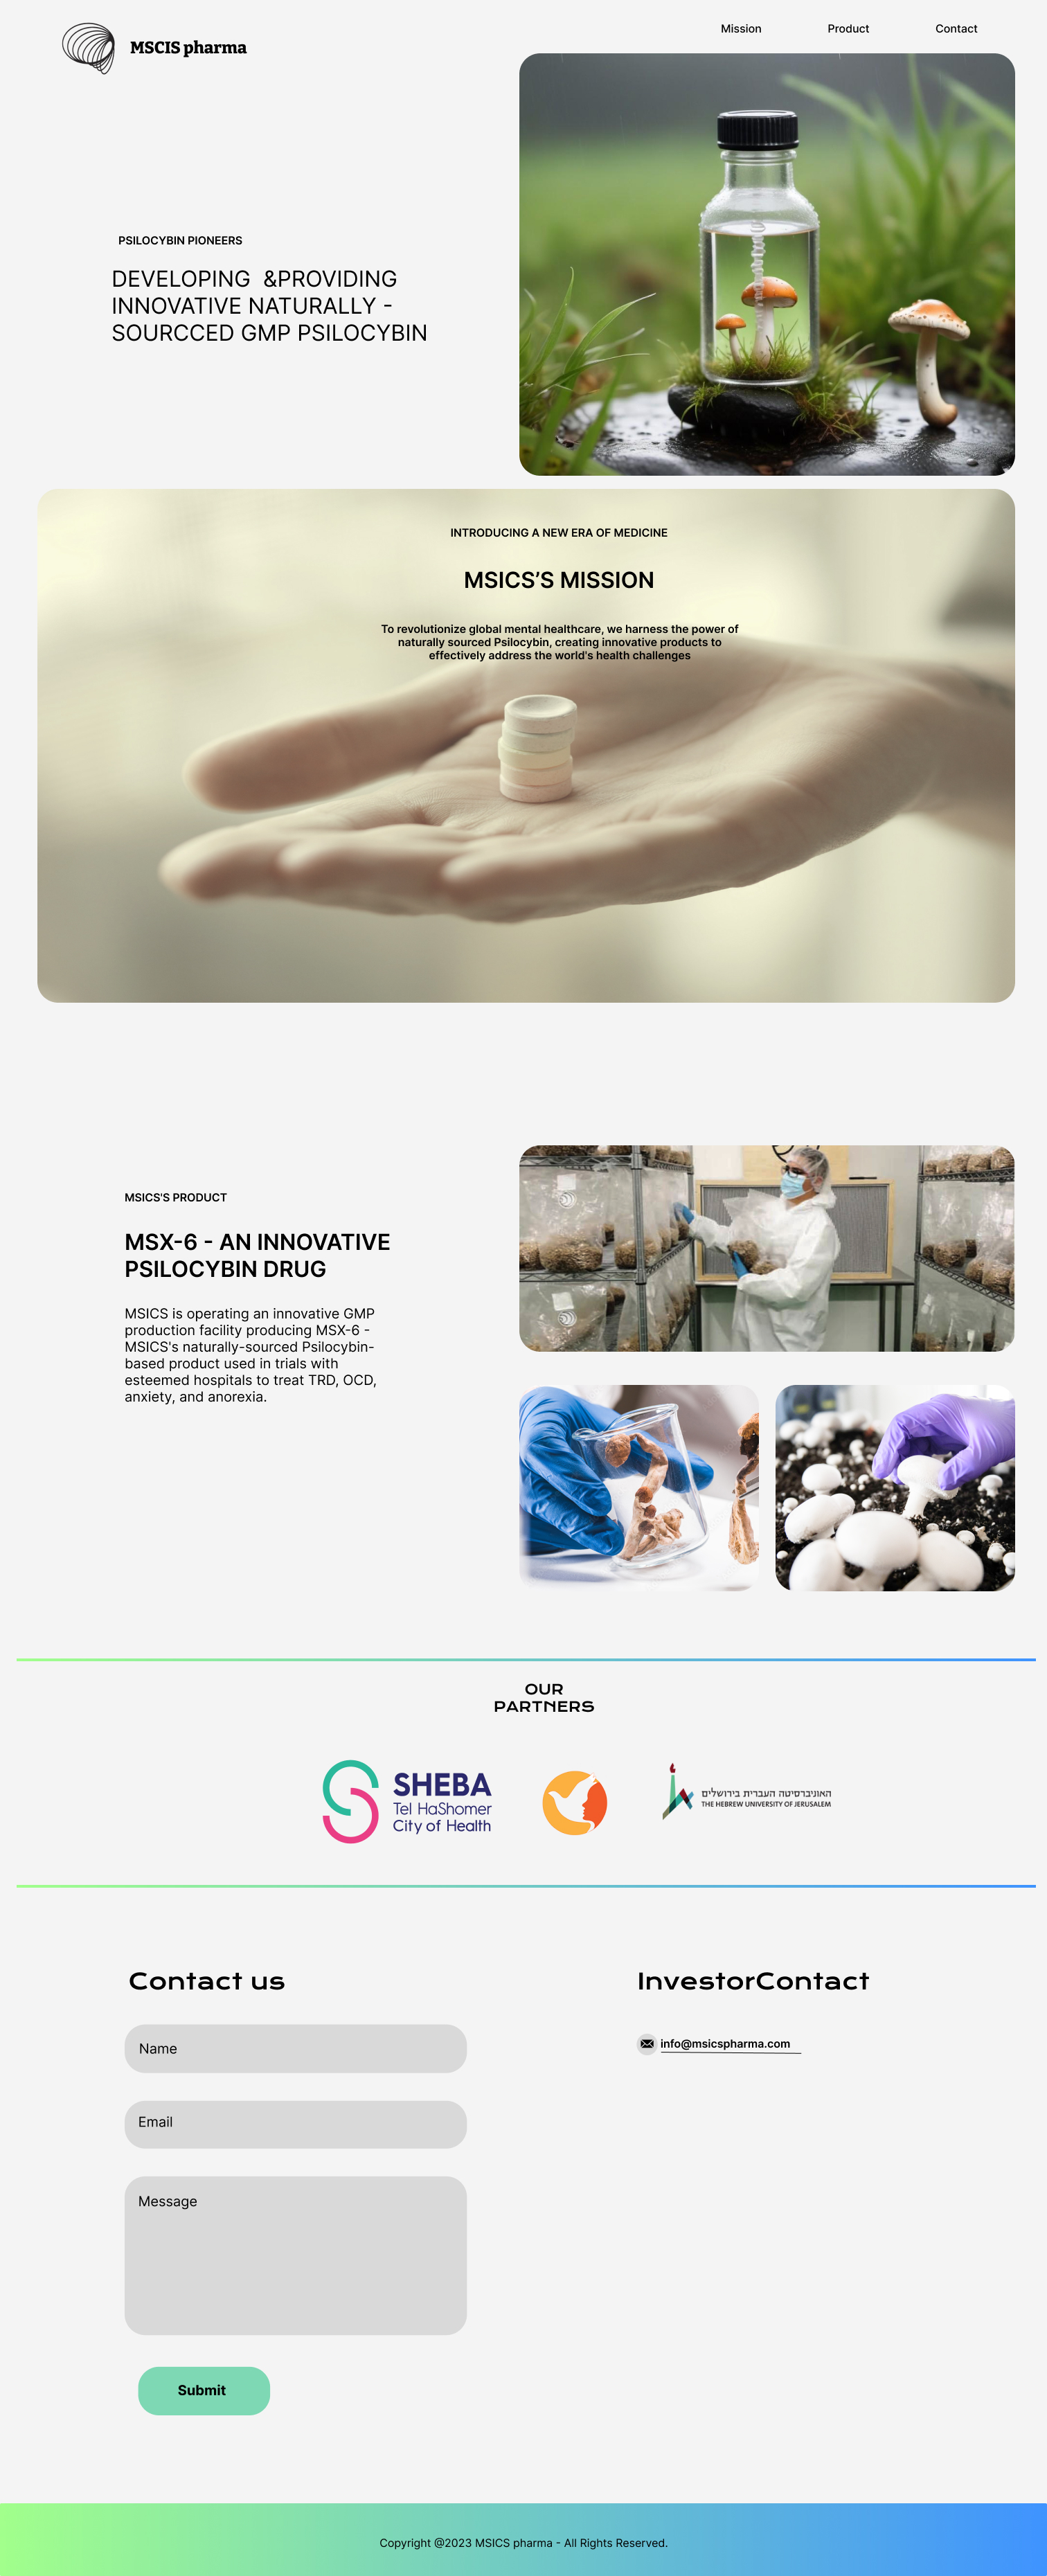 MSCIS pharma
Mission
Product
Contact
PSILOCYBIN PIONEERS
DEVELOPING  &PROVIDING
INNOVATIVE NATURALLY -
SOURCCED GMP PSILOCYBIN
INTRODUCING A NEW ERA OF MEDICINE
MSICS’S MISSION
To revolutionize global mental healthcare, we harness the power of
naturally sourced Psilocybin, creating innovative products to
effectively address the world's health challenges
MSICS'S PRODUCT
MSX-6 - AN INNOVATIVE
PSILOCYBIN DRUG
MSICS is operating an innovative GMP
production facility producing MSX-6 -
MSICS's naturally-sourced Psilocybin-
based product used in trials with
esteemed hospitals to treat TRD, OCD,
anxiety, and anorexia.
OUR
PARTNERS
SHEBA
Tel HaShomer
City of Health
האוניברסיטה העברית בירושלים
THE HEBREW UNIVERSITY OF JERUSALEM
Contact us
Name
Email
Message
Submit
InvestorContact
info@msicspharma.com
Copyright @2023 MSICS pharma - All Rights Reserved.